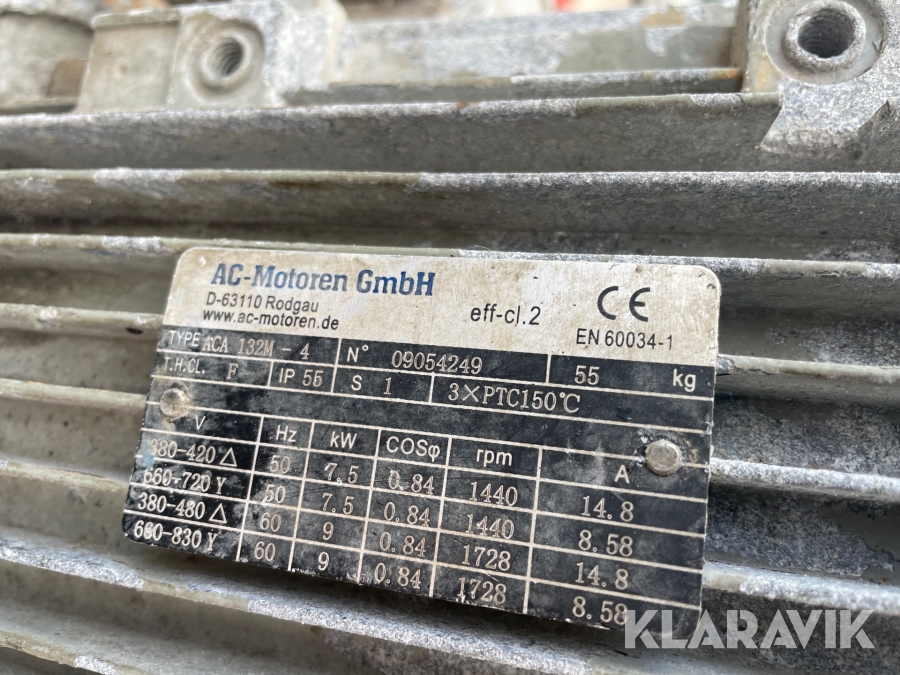 AC-Motoren GmbH
D-63110 Rodgau
www.ac-motoren.de
eff-cl.2
CE
EN 60034-1
TYPE ACA 132M - 4 N° 09054249 55 kg
T.H.CL. F IP 55 S 1 3×PTC150℃
V Hz kW COSφ rpm A
380-420 Δ 50 7.5 0.84 1440 14.8
660-720 Y 50 7.5 0.84 1440 8.58
380-480 Δ 60 9 0.84 1728 14.8
660-830 Y 60 9 0.84 1728 8.58
KLARAVIK